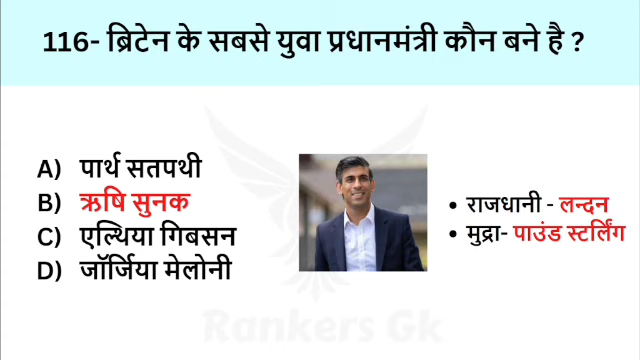 116- ब्रिटेन के सबसे युवा प्रधानमंत्री कौन बने है ?
A) पार्थ सतपथी
B) ऋषि सुनक
C) एल्थिया गिबसन
D) जॉर्जिया मेलोनी
• राजधानी - लन्दन
• मुद्रा- पाउंड स्टर्लिंग
Rankers Gk